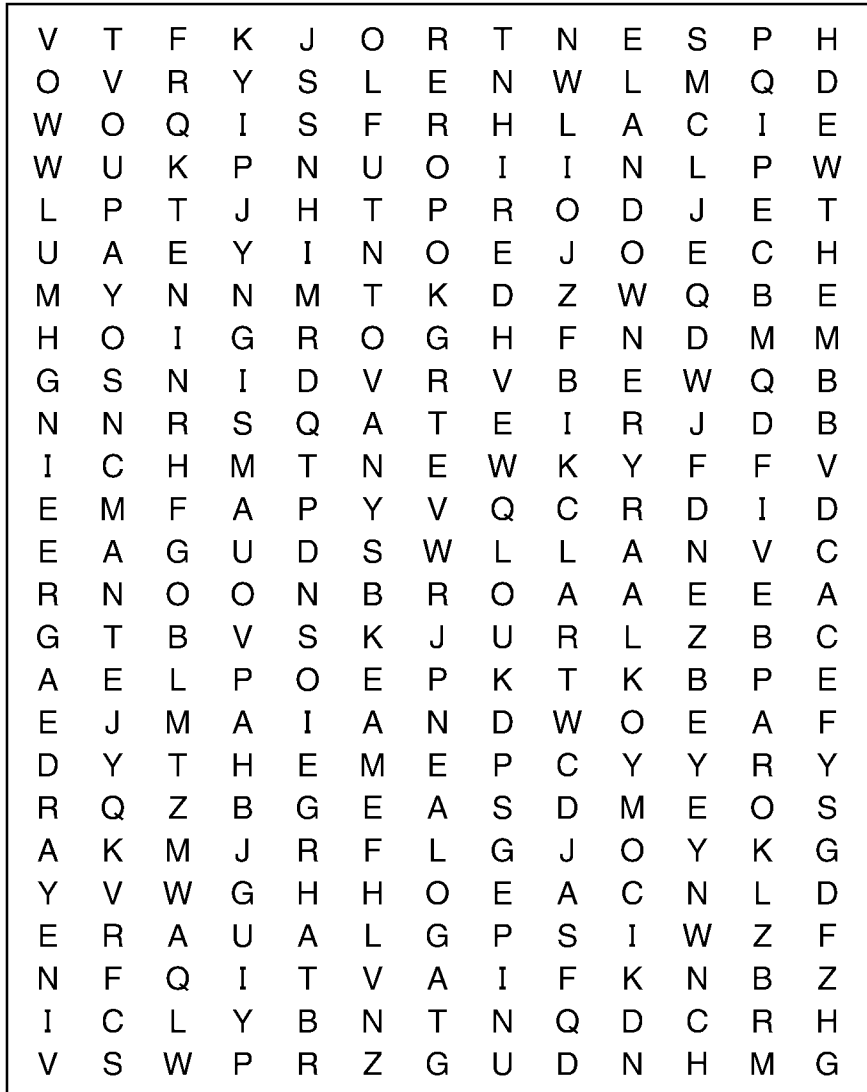 V T F K J O R T N E S P H
O V R Y S L E N W L M Q D
W O Q I S F R H L A C I E
W U K P N U O I I N L P W
L P T J H T P R O D J E T
U A E Y I N O E J O E C H
M Y N N M T K D Z W Q B E
H O I G R O G H F N D M M
G S N I D V R V B E W Q B
N N R S Q A T E I R J D B
I C H M T N E W K Y F F V
E M F A P Y V Q C R D I D
E A G U D S W L L A N V C
R N O O N B R O A A E E A
G T B V S K J U R L Z B C
A E L P O E P K T K B P E
E J M A I A N D W O E A F
D Y T H E M E P C Y Y R Y
R Q Z B G E A S D M E O S
A K M J R F L G J O Y K G
Y V W G H H O E A C N L D
E R A U A L G P S I W Z F
N F Q I T V A I F K N B Z
I C L Y B N T N Q D C R H
V S W P R Z G U D N H M G